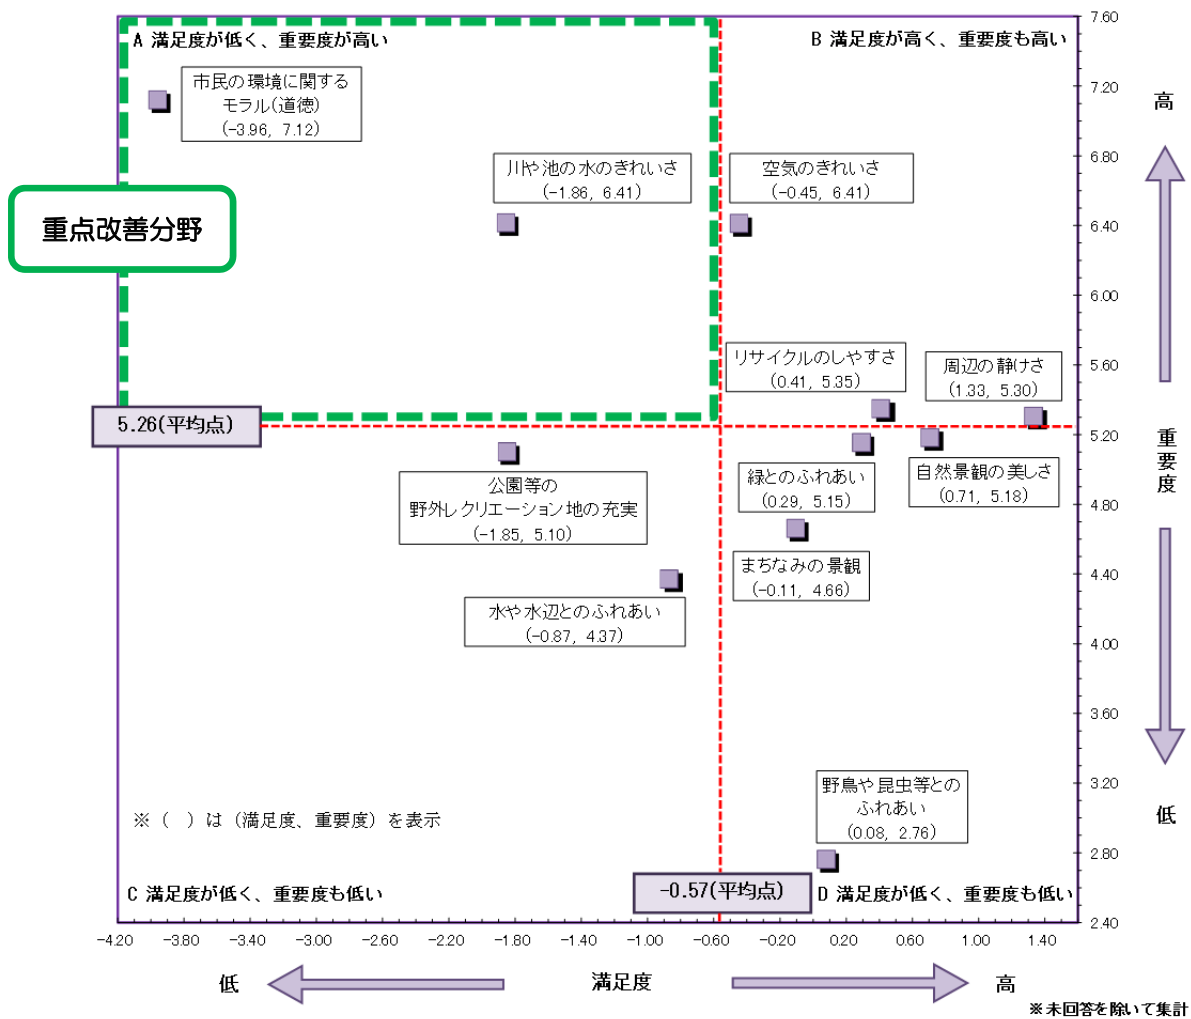 A 満足度が低く、重要度が高い
B 満足度が高く、重要度も高い
市民の環境に関する
モラル(道徳)
(-3.96, 7.12)
川や池の水のきれいさ
(-1.86, 6.41)
空気のきれいさ
(-0.45, 6.41)
重点改善分野
リサイクルのしやすさ
(0.41, 5.35)
周辺の静けさ
(1.33, 5.30)
5.26(平均点)
公園等の
野外レクリエーション地の充実
(-1.85, 5.10)
緑とのふれあい
(0.29, 5.15)
自然景観の美しさ
(0.71, 5.18)
まちなみの景観
(-0.11, 4.66)
水や水辺とのふれあい
(-0.87, 4.37)
野鳥や昆虫等との
ふれあい
(0.08, 2.76)
※（　）は（満足度、重要度）を表示
C 満足度が低く、重要度も低い
-0.57(平均点)
D 満足度が低く、重要度も低い
7.60
7.20
6.80
6.40
6.00
5.60
5.20
4.80
4.40
4.00
3.60
3.20
2.80
2.40
高
重要度
低
-4.20 -3.80 -3.40 -3.00 -2.60 -2.20 -1.80 -1.40 -1.00 -0.60 -0.20 0.20 0.60 1.00 1.40
低 満足度 高
※未回答を除いて集計